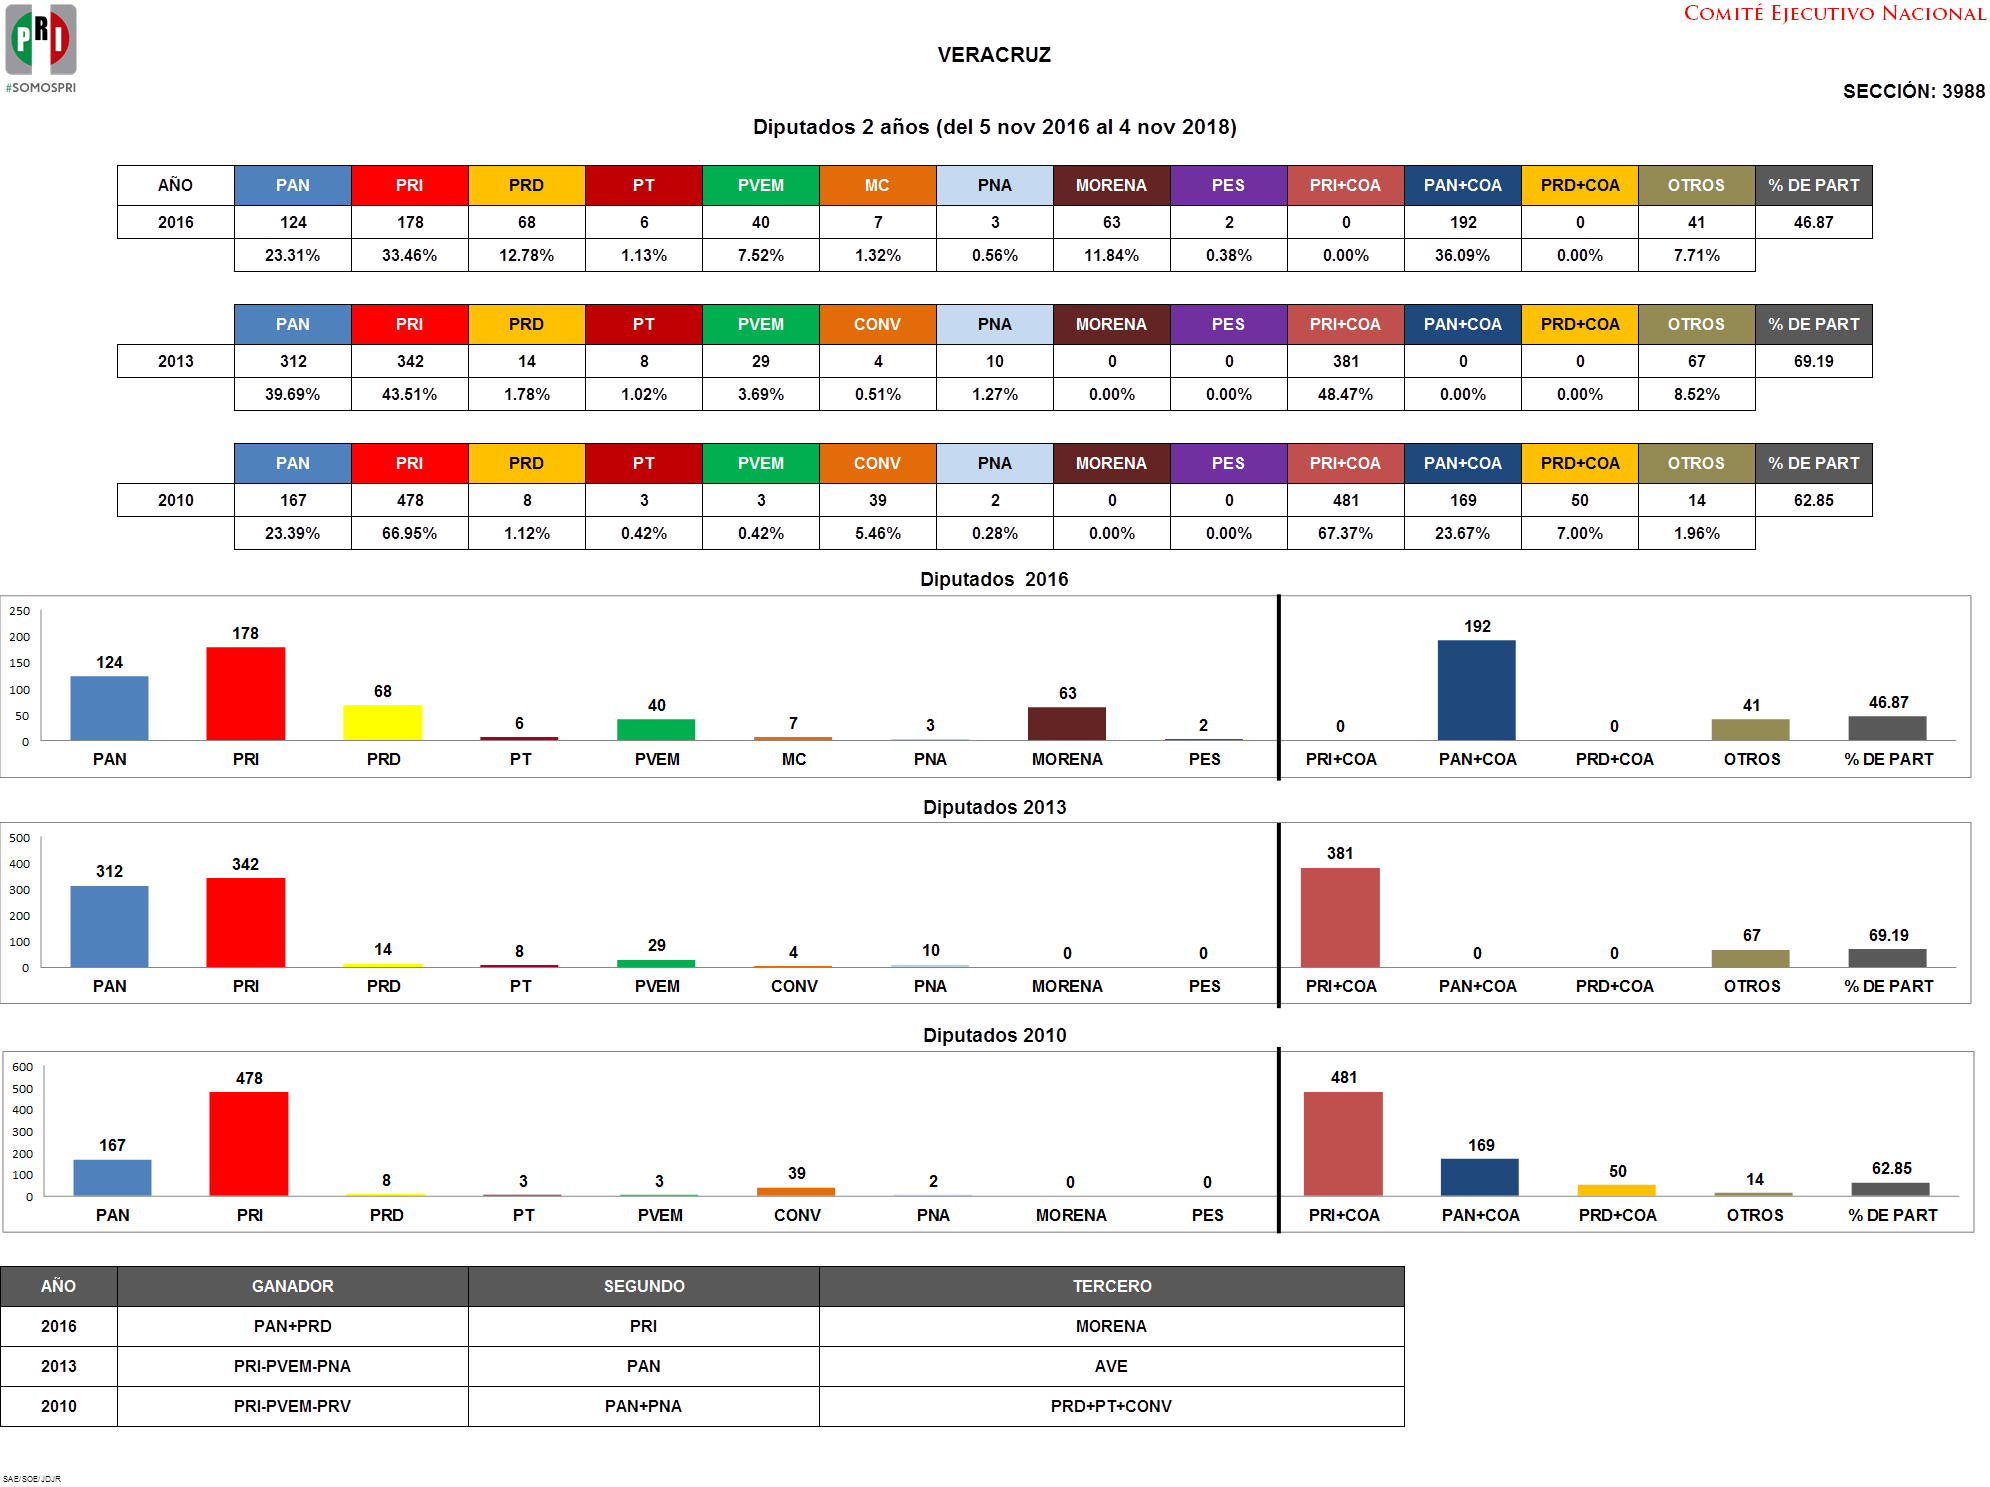 PRI
#SOMOSPRI
COMITÉ EJECUTIVO NACIONAL
VERACRUZ
SECCIÓN: 3988
Diputados 2 años (del 5 nov 2016 al 4 nov 2018)
AÑO PAN PRI PRD PT PVEM MC PNA MORENA PES PRI+COA PAN+COA PRD+COA OTROS % DE PART
2016 124 178 68 6 40 7 3 63 2 0 192 0 41 46.87
23.31% 33.46% 12.78% 1.13% 7.52% 1.32% 0.56% 11.84% 0.38% 0.00% 36.09% 0.00% 7.71%
PAN PRI PRD PT PVEM CONV PNA MORENA PES PRI+COA PAN+COA PRD+COA OTROS % DE PART
2013 312 342 14 8 29 4 10 0 0 381 0 0 67 69.19
39.69% 43.51% 1.78% 1.02% 3.69% 0.51% 1.27% 0.00% 0.00% 48.47% 0.00% 0.00% 8.52%
PAN PRI PRD PT PVEM CONV PNA MORENA PES PRI+COA PAN+COA PRD+COA OTROS % DE PART
2010 167 478 8 3 3 39 2 0 0 481 169 50 14 62.85
23.39% 66.95% 1.12% 0.42% 0.42% 5.46% 0.28% 0.00% 0.00% 67.37% 23.67% 7.00% 1.96%
Diputados 2016
250
200
150
100
50
0
124 178 68 6 40 7 3 63 2 0 192 0 41 46.87
PAN PRI PRD PT PVEM MC PNA MORENA PES PRI+COA PAN+COA PRD+COA OTROS % DE PART
Diputados 2013
500
400
300
200
100
0
312 342 14 8 29 4 10 0 0 381 0 0 67 69.19
PAN PRI PRD PT PVEM CONV PNA MORENA PES PRI+COA PAN+COA PRD+COA OTROS % DE PART
Diputados 2010
600
500
400
300
200
100
0
167 478 8 3 3 39 2 0 0 481 169 50 14 62.85
PAN PRI PRD PT PVEM CONV PNA MORENA PES PRI+COA PAN+COA PRD+COA OTROS % DE PART
AÑO GANADOR SEGUNDO TERCERO
2016 PAN+PRD PRI MORENA
2013 PRI-PVEM-PNA PAN AVE
2010 PRI-PVEM-PRV PAN+PNA PRD+PT+CONV
SAE/SOE/JDJR